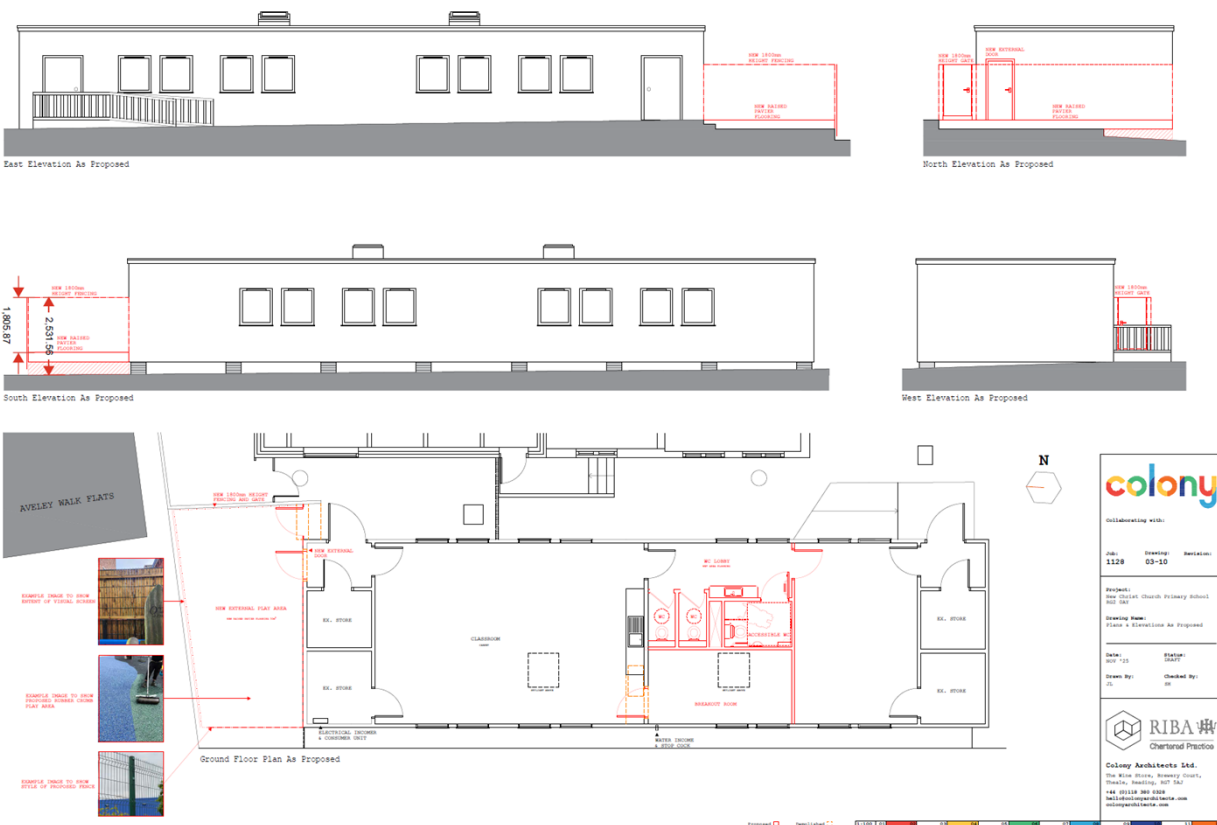 NEW 1800mm
HEIGHT FENCING
NEW RAISED
PAVIER
FLOORING
East Elevation As Proposed
NEW 1800mm
HEIGHT GATE
NEW EXTERNAL
DOOR
NEW RAISED
PAVIER
FLOORING
North Elevation As Proposed
1,805.87
2,531.56
NEW 1800mm
HEIGHT FENCING
NEW RAISED
PAVIER
FLOORING
South Elevation As Proposed
NEW 1800mm
HEIGHT GATE
West Elevation As Proposed
AVELEY WALK FLATS
NEW 1800mm HEIGHT
FENCING AND GATE
NEW EXTERNAL
DOOR
EXAMPLE IMAGE TO SHOW
EXTENT OF VISUAL SCREEN
NEW EXTERNAL PLAY AREA
EXAMPLE IMAGE TO SHOW
PROPOSED RUBBER CRUMB
PLAY AREA
EXAMPLE IMAGE TO SHOW
STYLE OF PROPOSED FENCE
EX. STORE
EX. STORE
CLASSROOM
WC LOBBY
WC
WC
ACCESSIBLE WC
BREAKOUT ROOM
EX. STORE
EX. STORE
ELECTRICAL INCOMER
& CONSUMER UNIT
WATER INCOME
& STOP COCK
Ground Floor Plan As Proposed
N
colony
Collaborating with:
Job:
Drawing:
Revision:
1128
03-10
Project:
New Christ Church Primary School
RG2 7AY
Drawing Name:
Plans & Elevations As Proposed
Date:
Status:
NOV '25
DRAFT
Drawn By:
Checked By:
JL
RIBA
Chartered Practice
Colony Architects Ltd.
The Wine Store, Brewery Court,
Theale, Reading, RG7 5AJ
+44 (0)118 380 0328
hello@colonyarchitects.com
colonyarchitects.com
Proposed
Demolished
1:100